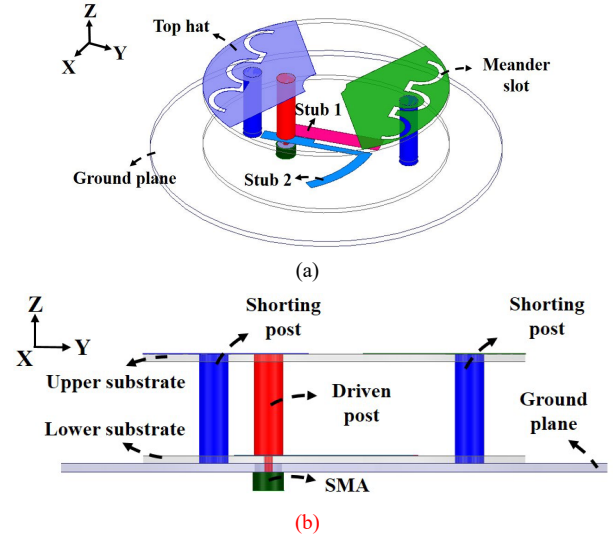 Z
Y
X
Top hat
Meander
slot
Stub 1
Stub 2
Ground plane
(a)
Z
X
Y
Shorting
post
Shorting
post
Upper substrate
Driven
post
Ground
plane
Lower substrate
SMA
(b)